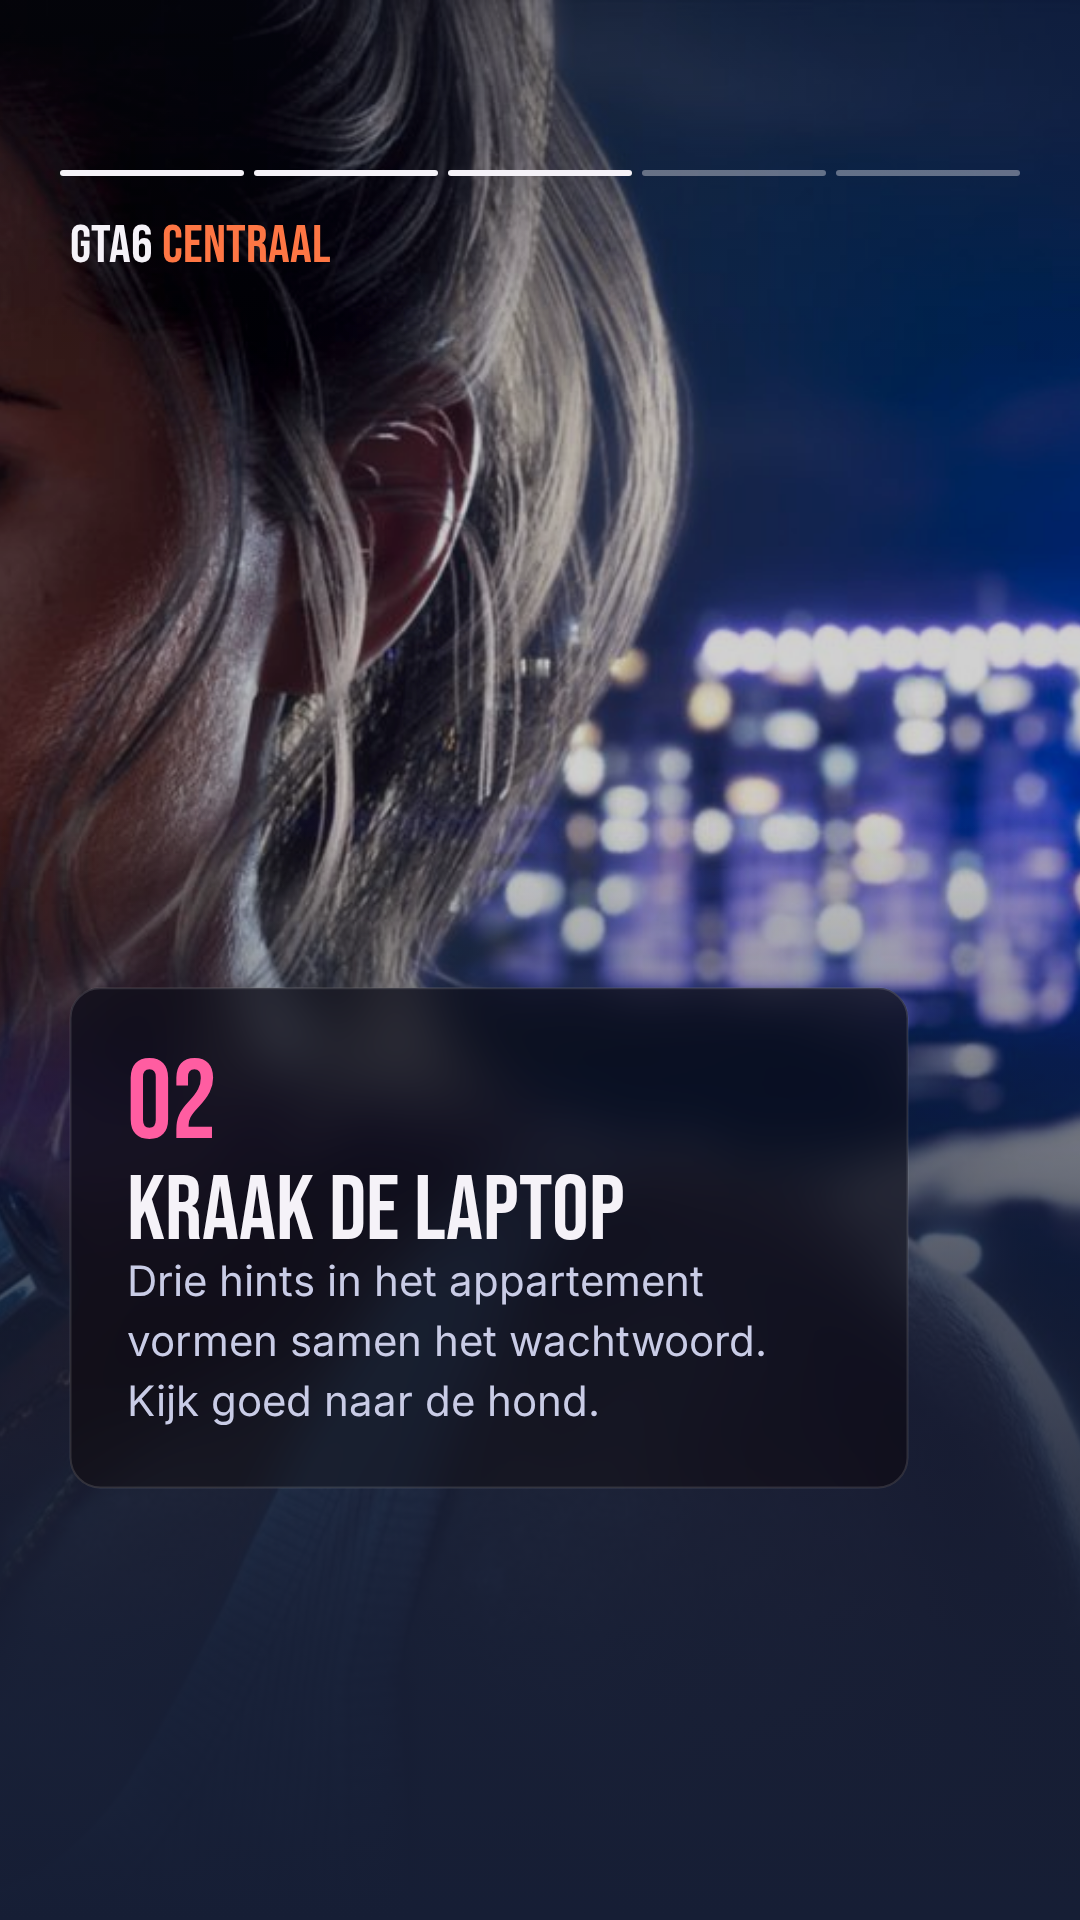 GTA6 CENTRAAL
02
KRAAK DE LAPTOP
Drie hints in het appartement
vormen samen het wachtwoord.
Kijk goed naar de hond.